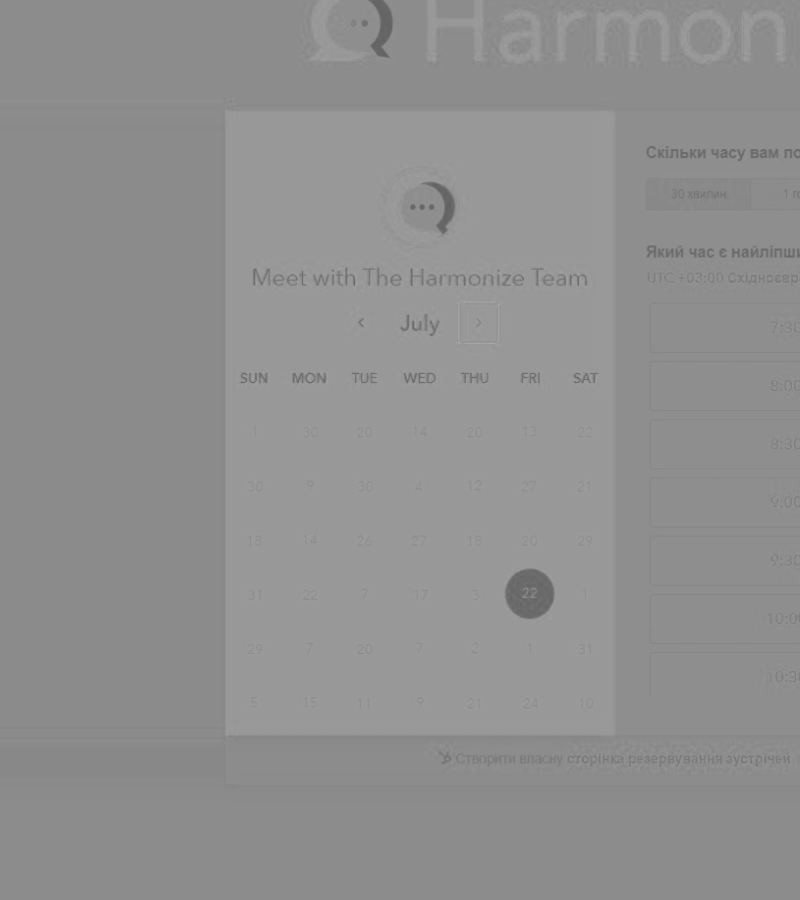 Harmon
Meet with The Harmonize Team
‹ July ›
SUN MON TUE WED THU FRI SAT
1 30 20 14 20 13 22
30 9 30 4 12 27 21
18 14 26 27 18 20 29
31 22 7 17 3 22 1
29 7 20 7 2 1 31
5 15 11 9 21 24 10
Скільки часу вам по
30 хвилин 1 го
Який час є найліпши
UTC +03:00 Східноєвр
7:30
8:00
8:30
9:00
9:30
10:00
10:30
Створити власну сторінка резервування зустрічей